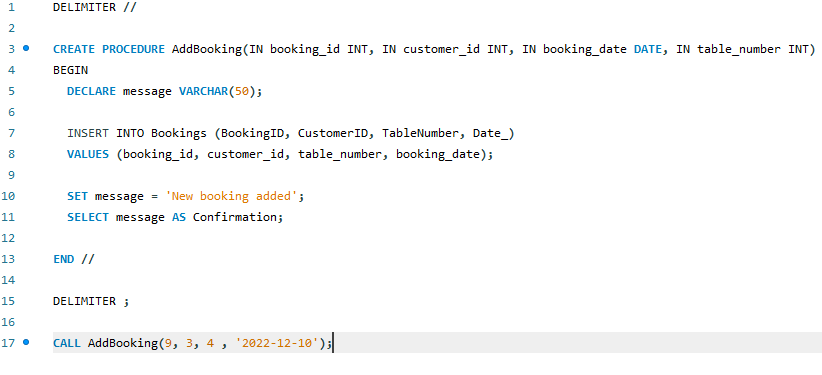 1 DELIMITER //
2
3 CREATE PROCEDURE AddBooking(IN booking_id INT, IN customer_id INT, IN booking_date DATE, IN table_number INT)
4 BEGIN
5 DECLARE message VARCHAR(50);
6
7 INSERT INTO Bookings (BookingID, CustomerID, TableNumber, Date_)
8 VALUES (booking_id, customer_id, table_number, booking_date);
9
10 SET message = 'New booking added';
11 SELECT message AS Confirmation;
12
13 END //
14
15 DELIMITER ;
16
17 CALL AddBooking(9, 3, 4 , '2022-12-10');